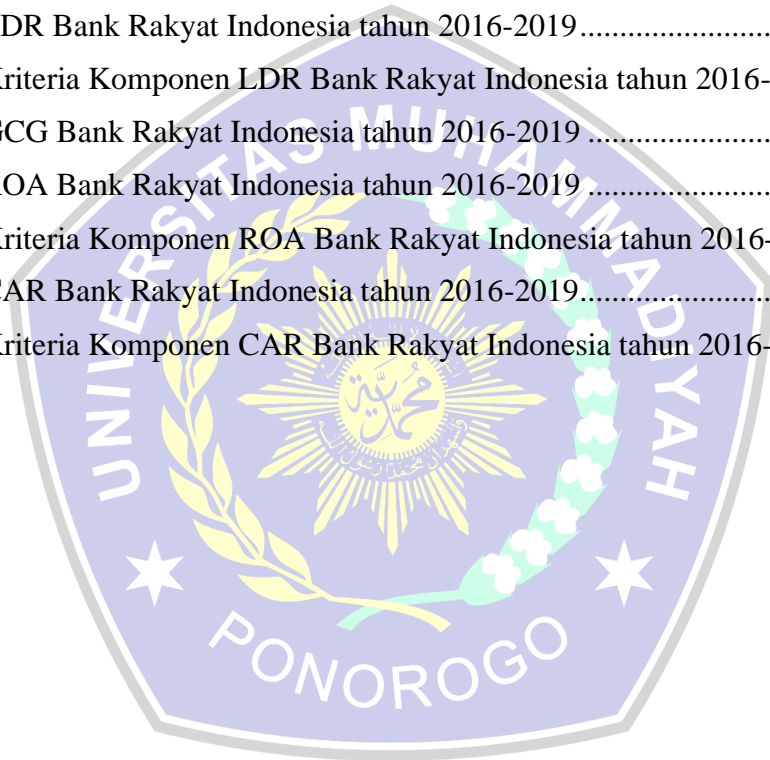 DR Bank Rakyat Indonesia tahun 2016-2019
Kriteria Komponen LDR Bank Rakyat Indonesia tahun 2016-
GCG Bank Rakyat Indonesia tahun 2016-2019
ROA Bank Rakyat Indonesia tahun 2016-2019
Kriteria Komponen ROA Bank Rakyat Indonesia tahun 2016-
CAR Bank Rakyat Indonesia tahun 2016-2019
Kriteria Komponen CAR Bank Rakyat Indonesia tahun 2016-
UNIVERSITAS MUHAMMADIYAH
محمدية
PONOROGO